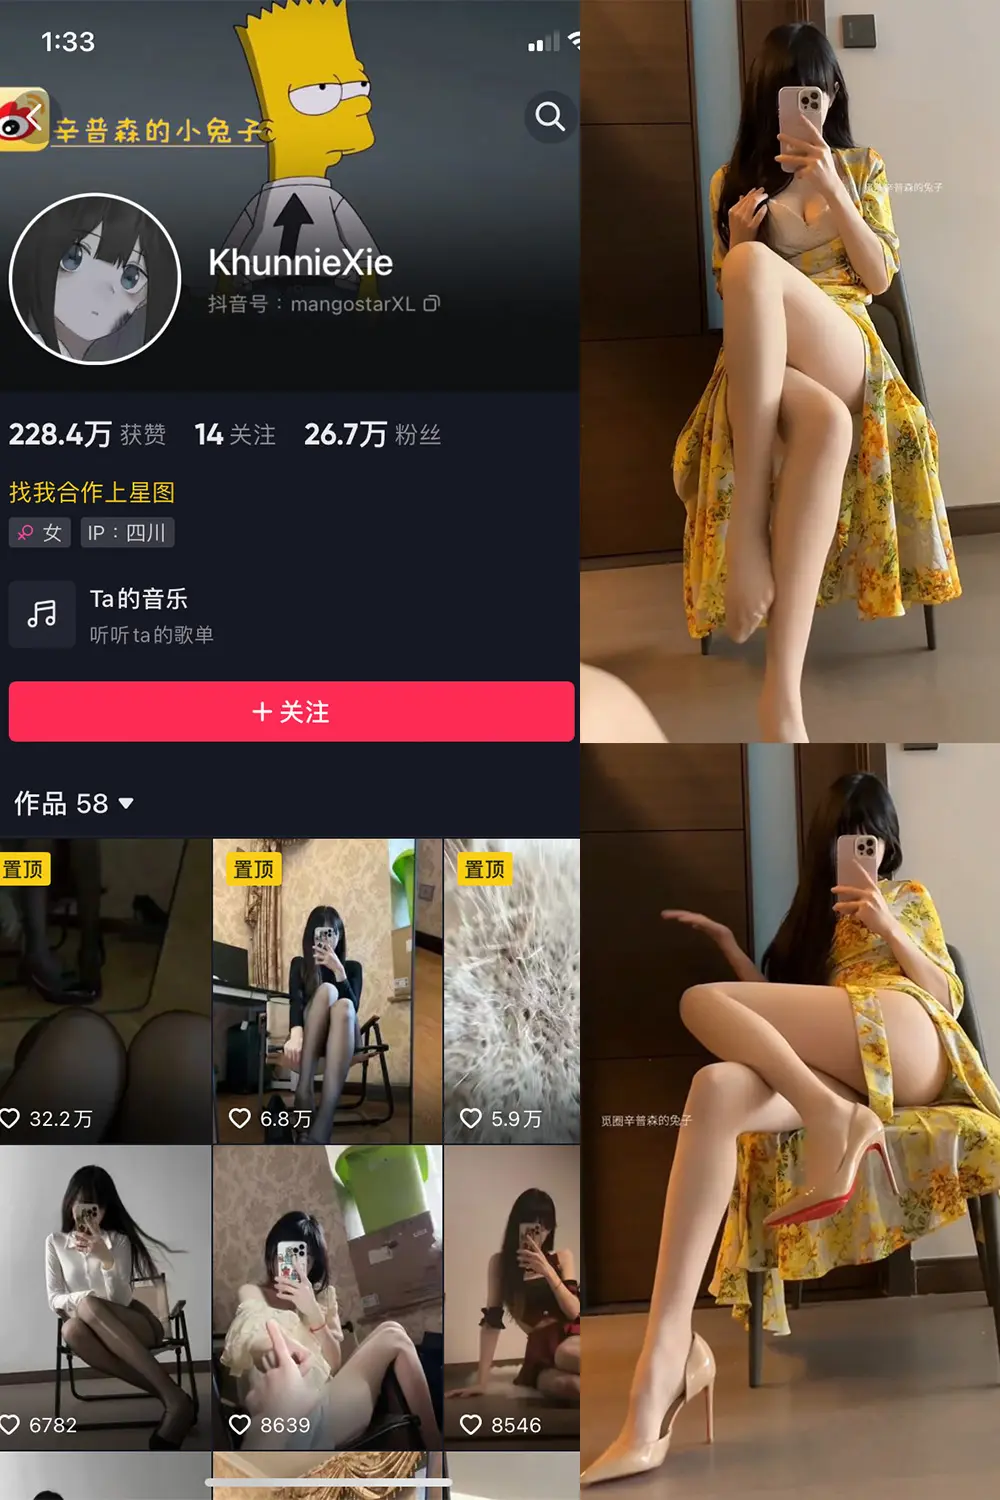 1:33
辛普森的小兔子
KhunnieXie
抖音号：mangostarXL
228.4万 获赞 14 关注 26.7万 粉丝
找我合作上星图
女 IP：四川
Ta的音乐
听听ta的歌单
+ 关注
作品 58
置顶 置顶 置顶
32.2万 6.8万 5.9万
6782 8639 8546
觅圈辛普森的兔子
觅圈辛普森的兔子